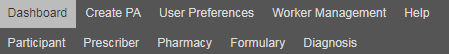 Dashboard Create PA User Preferences Worker Management Help
Participant Prescriber Pharmacy Formulary Diagnosis